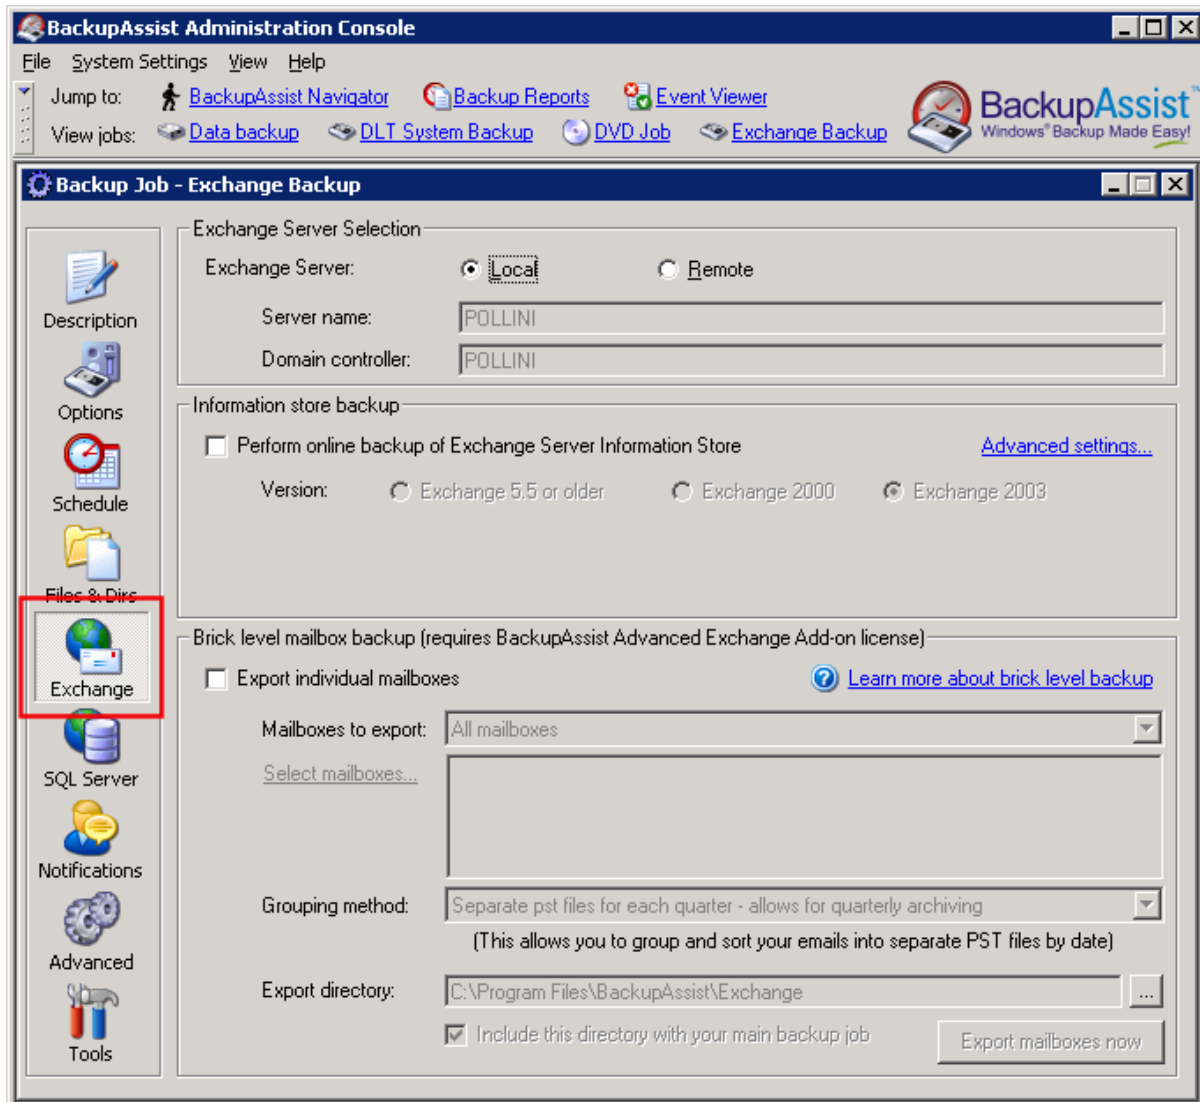 BackupAssist Administration Console
File System Settings View Help
Jump to: BackupAssist Navigator Backup Reports Event Viewer
View jobs: Data backup DLT System Backup DVD Job Exchange Backup
BackupAssist™
Windows® Backup Made Easy!
Backup Job - Exchange Backup
Description
Options
Schedule
Files & Dirs
Exchange
SQL Server
Notifications
Advanced
Tools
Exchange Server Selection
Exchange Server: Local Remote
Server name: POLLINI
Domain controller: POLLINI
Information store backup
Perform online backup of Exchange Server Information Store Advanced settings...
Version: Exchange 5.5 or older Exchange 2000 Exchange 2003
Brick level mailbox backup (requires BackupAssist Advanced Exchange Add-on license)
Export individual mailboxes Learn more about brick level backup
Mailboxes to export: All mailboxes
Select mailboxes...
Grouping method: Separate pst files for each quarter - allows for quarterly archiving
(This allows you to group and sort your emails into separate PST files by date)
Export directory: C:\Program Files\BackupAssist\Exchange ...
Include this directory with your main backup job Export mailboxes now